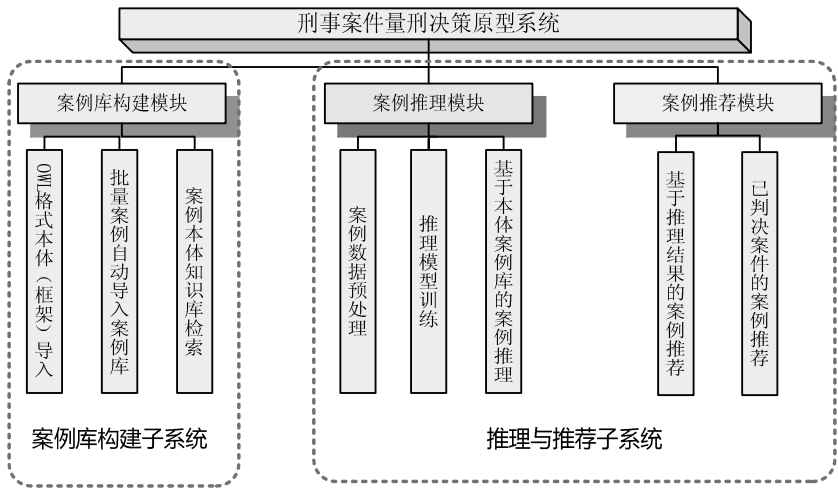 刑事案件量刑决策原型系统
案例库构建模块
案例推理模块
案例推荐模块
OWL格式本体（框架）导入
批量案例自动导入案例库
案例本体知识库检索
案例数据预处理
推理模型训练
基于本体案例库的案例推理
基于推理结果的案例推荐
已判决案件的案例推荐
案例库构建子系统
推理与推荐子系统